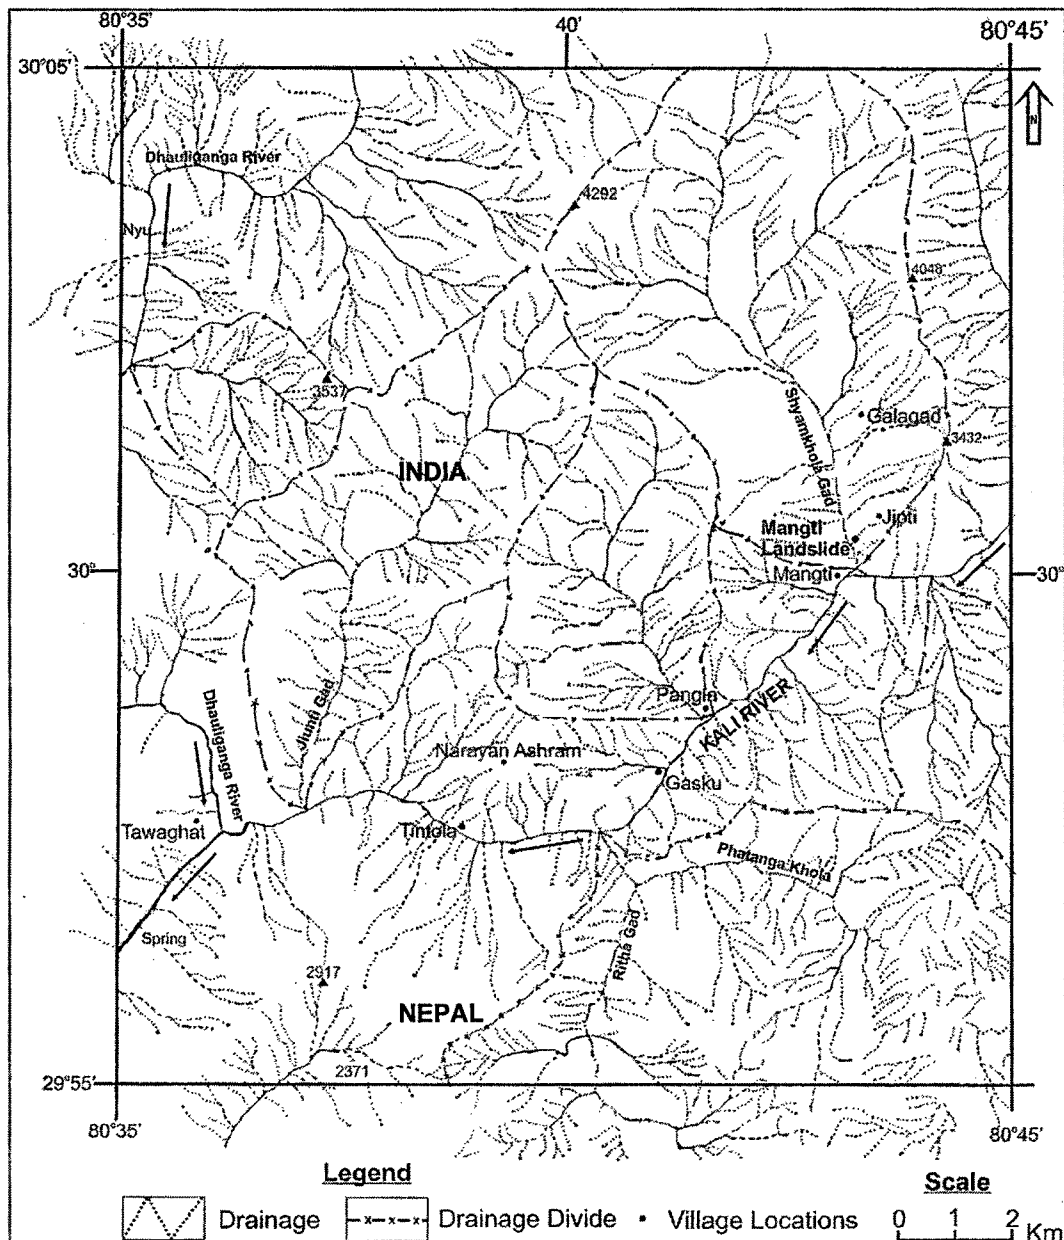 80°35'
40'
80°45'
30°05'
N
Dhauliganga River
4292
Nyu
4048
3537
Shyamkhola Gad
Galagad
3432
INDIA
Jipti
Mangti
Landslide
Mangti
30°
30°
Pangla
Dhauliganga River
Jiunti Gad
KALI RIVER
Narayan Ashram
Gasku
Tawaghat
Tintola
Phatanga Khola
Spring
Ritha Gad
2917
NEPAL
2371
29°55'
80°35'
80°45'
Legend
Scale
Drainage
Drainage Divide
Village Locations
0 1 2 Km